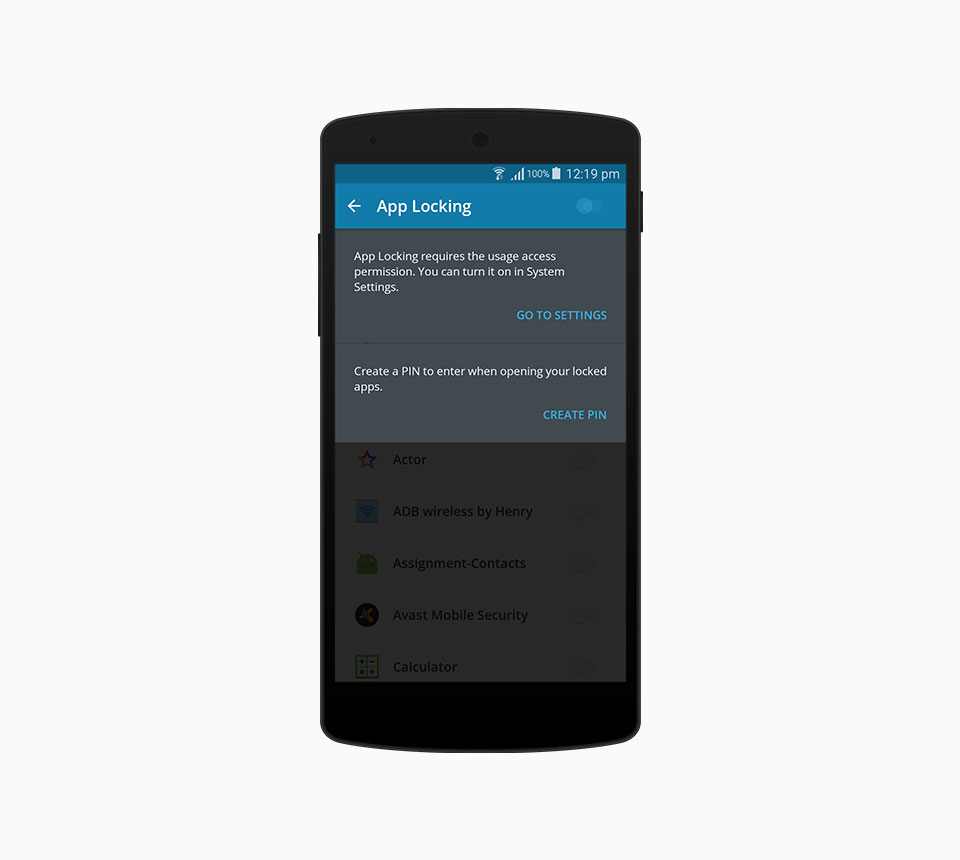 100% 12:19 pm
App Locking
App Locking requires the usage access
permission. You can turn it on in System
Settings.
GO TO SETTINGS
Create a PIN to enter when opening your locked
apps.
CREATE PIN
Actor
ADB wireless by Henry
Assignment-Contacts
Avast Mobile Security
Calculator